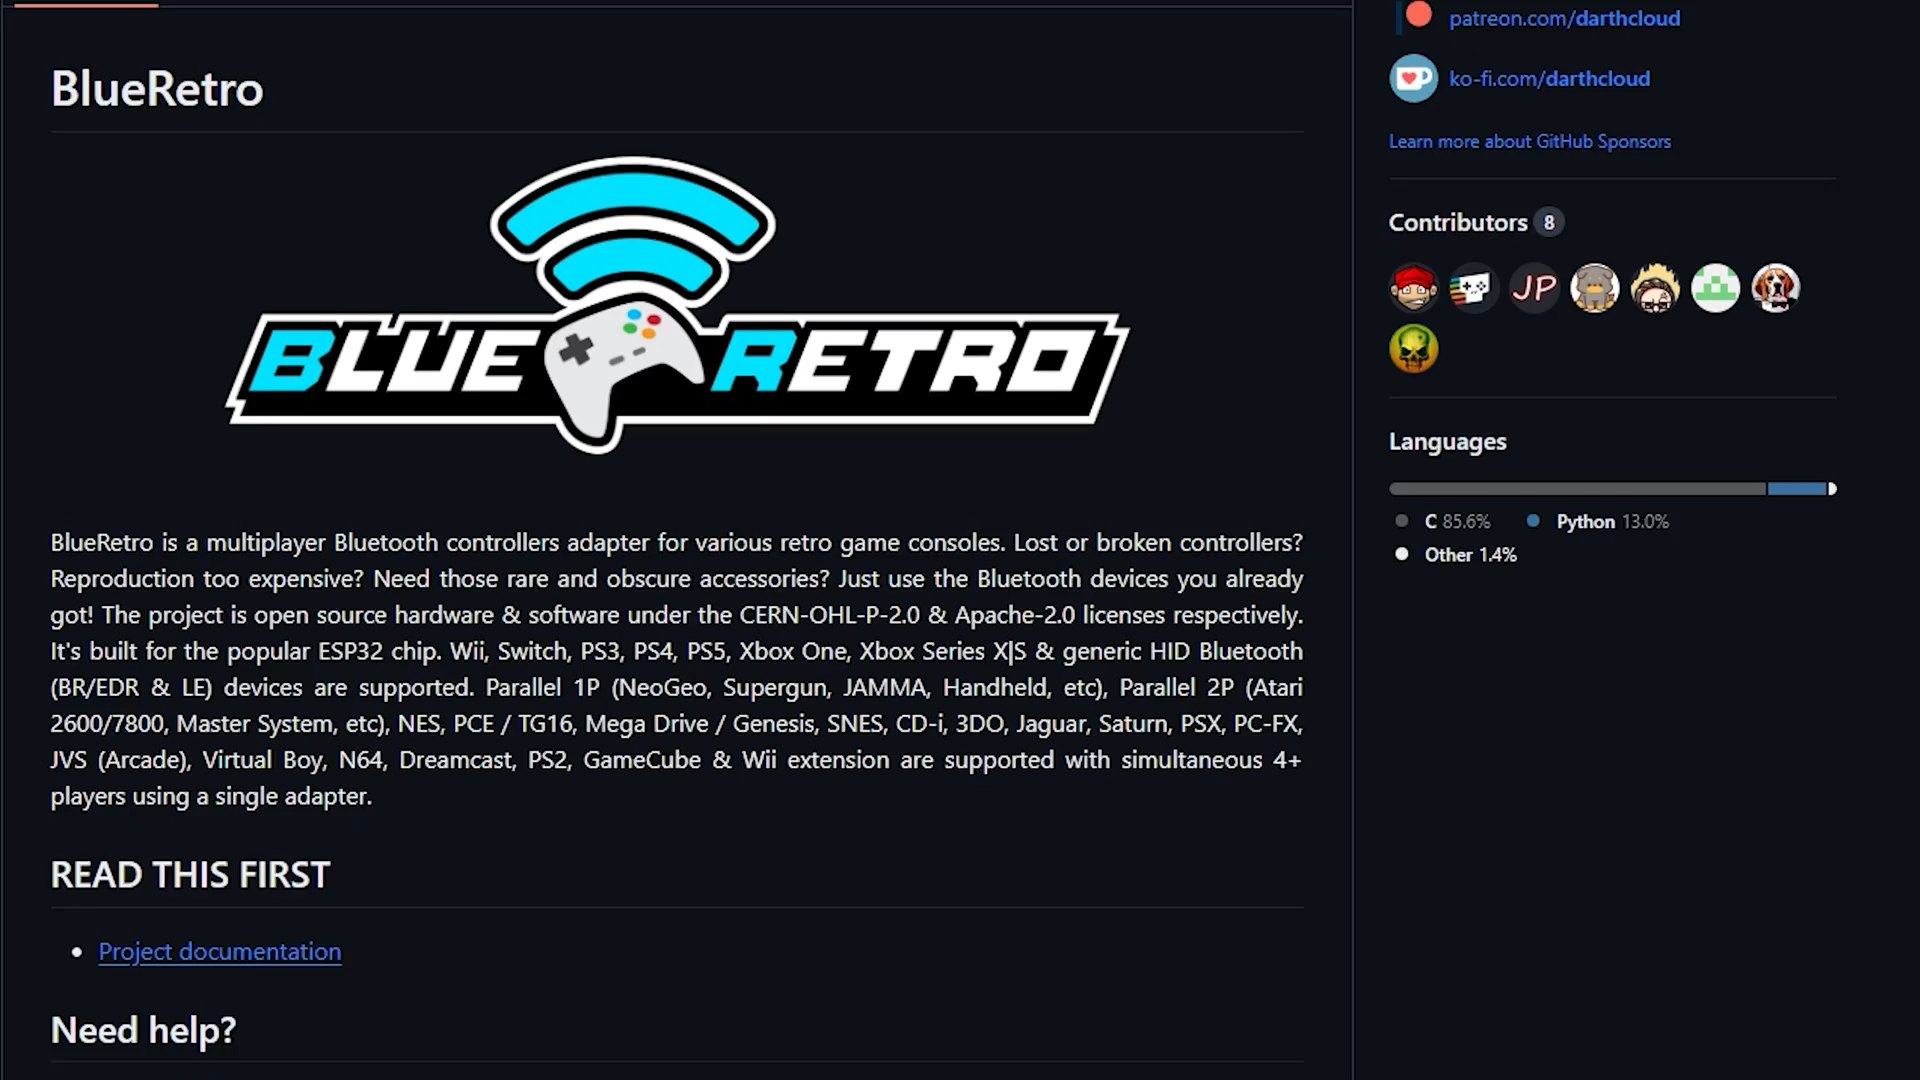 BlueRetro
BLUE RETRO
BlueRetro is a multiplayer Bluetooth controllers adapter for various retro game consoles. Lost or broken controllers?
Reproduction too expensive? Need those rare and obscure accessories? Just use the Bluetooth devices you already
got! The project is open source hardware & software under the CERN-OHL-P-2.0 & Apache-2.0 licenses respectively.
It's built for the popular ESP32 chip. Wii, Switch, PS3, PS4, PS5, Xbox One, Xbox Series X|S & generic HID Bluetooth
(BR/EDR & LE) devices are supported. Parallel 1P (NeoGeo, Supergun, JAMMA, Handheld, etc), Parallel 2P (Atari
2600/7800, Master System, etc), NES, PCE / TG16, Mega Drive / Genesis, SNES, CD-i, 3DO, Jaguar, Saturn, PSX, PC-FX,
JVS (Arcade), Virtual Boy, N64, Dreamcast, PS2, GameCube & Wii extension are supported with simultaneous 4+
players using a single adapter.
READ THIS FIRST
• Project documentation
Need help?
patreon.com/darthcloud
ko-fi.com/darthcloud
Learn more about GitHub Sponsors
Contributors 8
JP
Languages
C 85.6% Python 13.0%
Other 1.4%